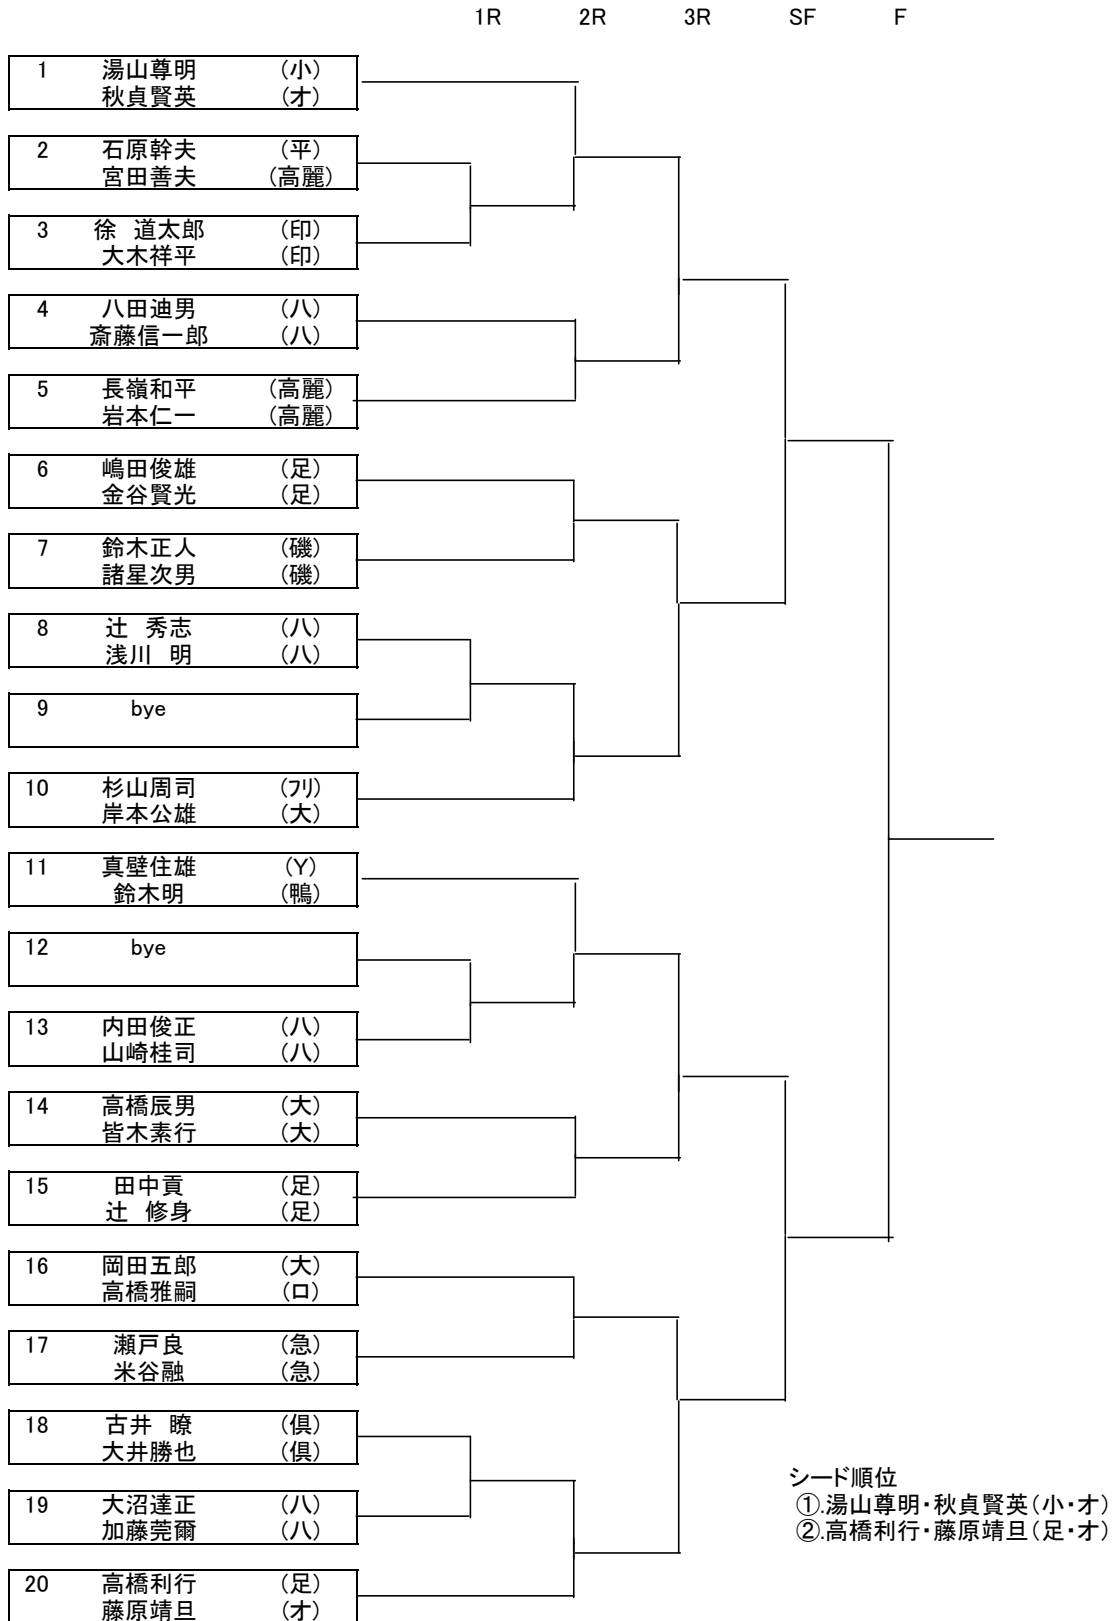 1R 2R 3R SF F
1 湯山尊明 (小)
秋貞賢英 (才)
2 石原幹夫 (平)
宮田善夫 (高麗)
3 徐 道太郎 (印)
大木祥平 (印)
4 八田迪男 (八)
斎藤信一郎 (八)
5 長嶺和平 (高麗)
岩本仁一 (高麗)
6 嶋田俊雄 (足)
金谷賢光 (足)
7 鈴木正人 (磯)
諸星次男 (磯)
8 辻 秀志 (八)
浅川 明 (八)
9 bye
10 杉山周司 (フリ)
岸本公雄 (大)
11 真壁住雄 (Y)
鈴木明 (鴨)
12 bye
13 内田俊正 (八)
山崎桂司 (八)
14 高橋辰男 (大)
皆木素行 (大)
15 田中貢 (足)
辻 修身 (足)
16 岡田五郎 (大)
高橋雅嗣 (ロ)
17 瀬戸良 (急)
米谷融 (急)
18 古井 瞭 (倶)
大井勝也 (倶)
19 大沼達正 (八)
加藤莞爾 (八)
20 高橋利行 (足)
藤原靖旦 (才)
シード順位
①.湯山尊明・秋貞賢英(小・才)
②.高橋利行・藤原靖旦(足・才)